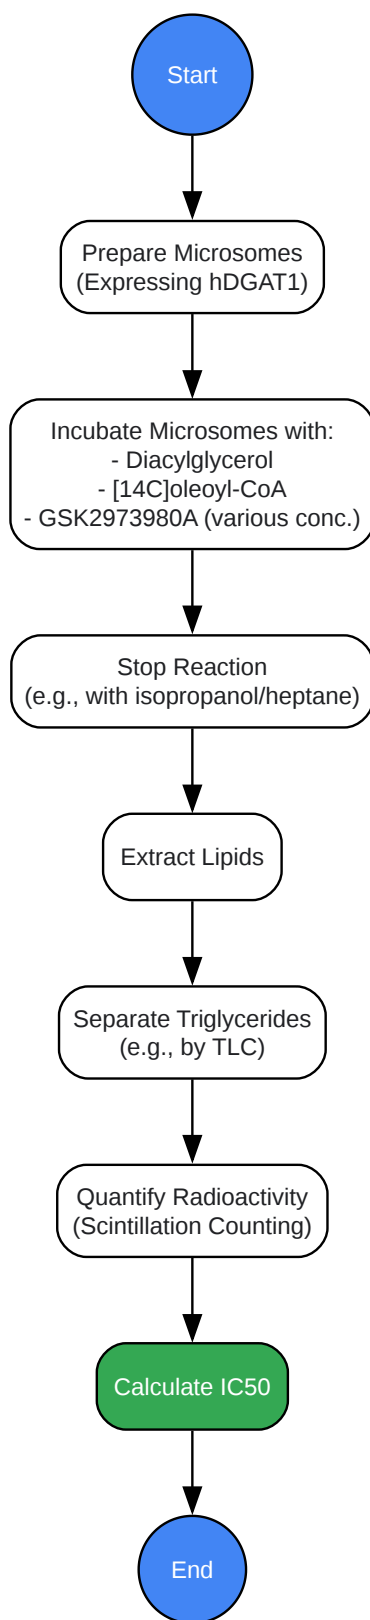 Start
Prepare Microsomes
(Expressing hDGAT1)
Incubate Microsomes with:
- Diacylglycerol
- [14C]oleoyl-CoA
- GSK2973980A (various conc.)
Stop Reaction
(e.g., with isopropanol/heptane)
Extract Lipids
Separate Triglycerides
(e.g., by TLC)
Quantify Radioactivity
(Scintillation Counting)
Calculate IC50
End